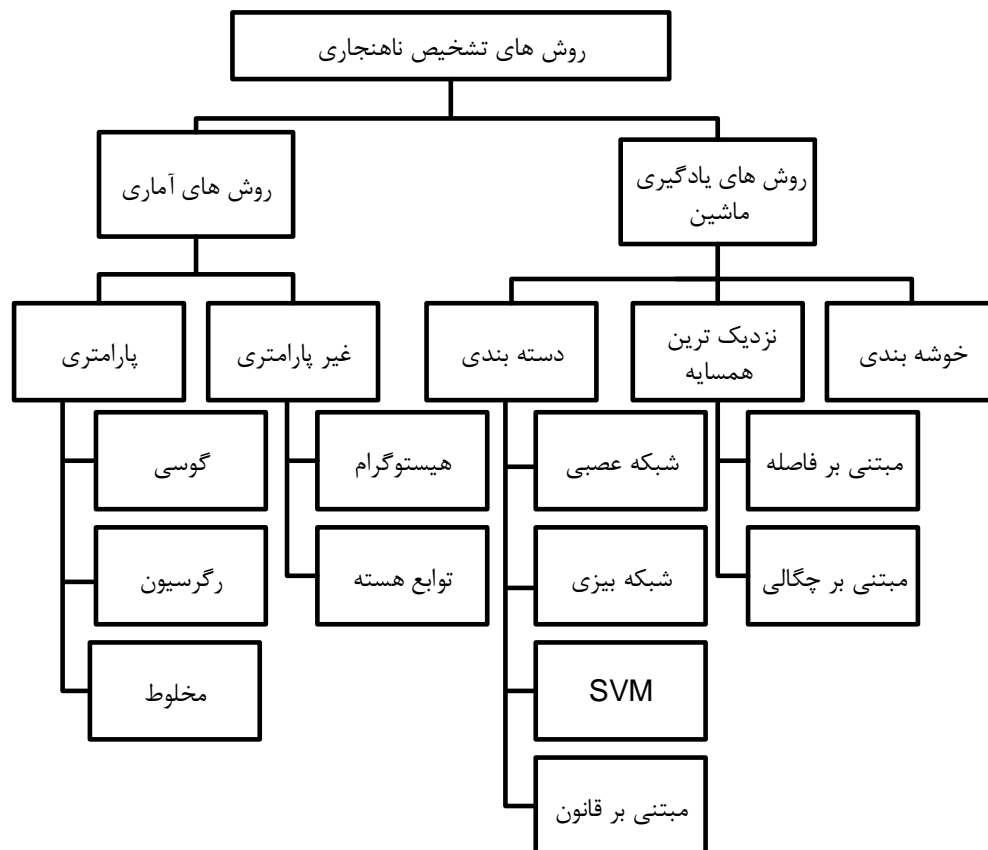 روش های تشخیص ناهنجاری
روش های یادگیری
ماشین
روش های آماری
خوشه بندی
نزدیک ترین
همسایه
دسته بندی
غیر پارامتری
پارامتری
مبتنی بر فاصله
شبکه عصبی
هیستوگرام
گوسی
مبتنی بر چگالی
شبکه بیزی
توابع هسته
رگرسیون
SVM
مخلوط
مبتنی بر قانون